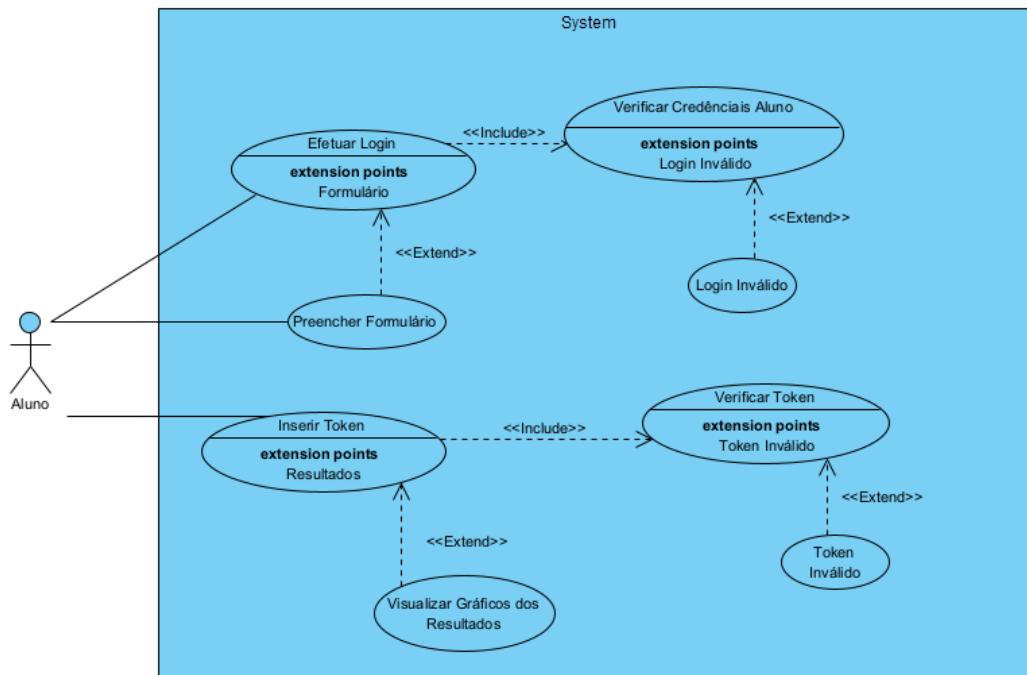 System
Efetuar Login
extension points
Formulário
<<Include>>
Verificar Credênciais Aluno
extension points
Login Inválido
<<Extend>>
Preencher Formulário
<<Extend>>
Login Inválido
Aluno
Inserir Token
extension points
Resultados
<<Include>>
Verificar Token
extension points
Token Inválido
<<Extend>>
Visualizar Gráficos dos
Resultados
<<Extend>>
Token
Inválido